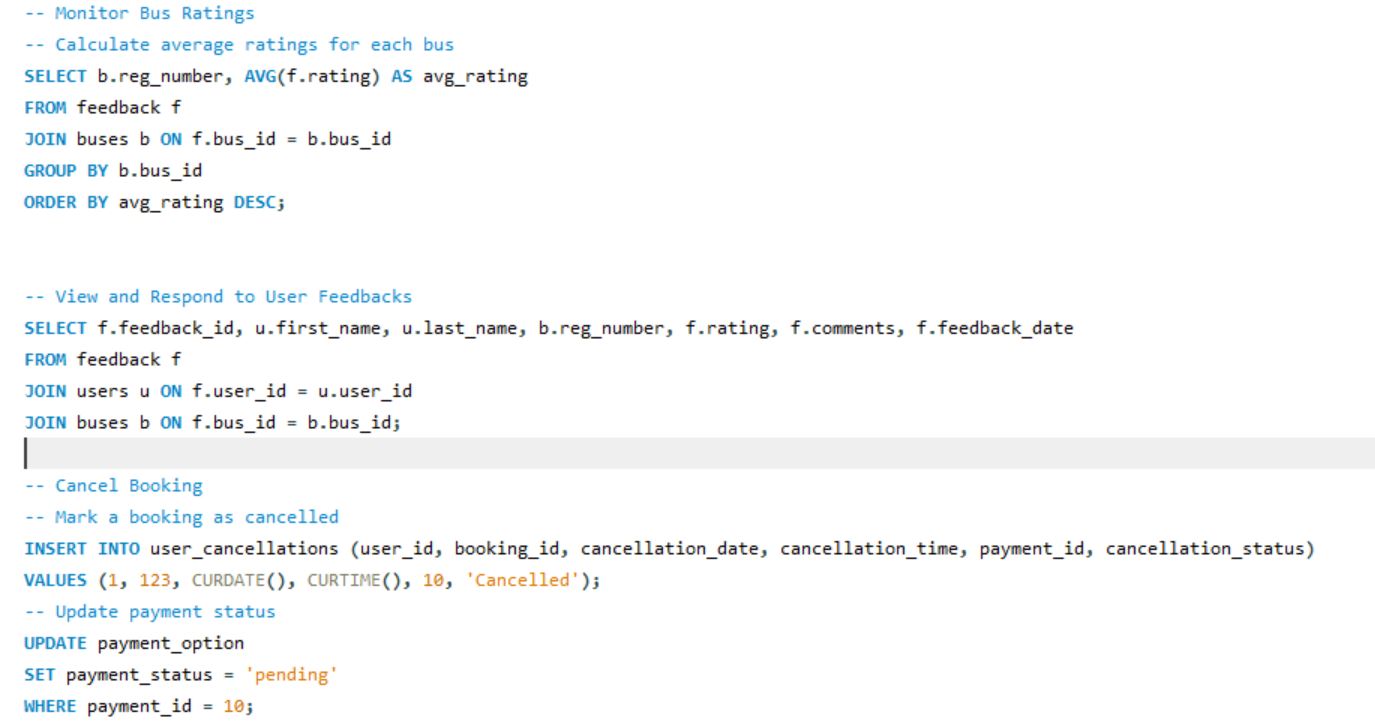 -- Monitor Bus Ratings
-- Calculate average ratings for each bus
SELECT b.reg_number, AVG(f.rating) AS avg_rating
FROM feedback f
JOIN buses b ON f.bus_id = b.bus_id
GROUP BY b.bus_id
ORDER BY avg_rating DESC;
-- View and Respond to User Feedbacks
SELECT f.feedback_id, u.first_name, u.last_name, b.reg_number, f.rating, f.comments, f.feedback_date
FROM feedback f
JOIN users u ON f.user_id = u.user_id
JOIN buses b ON f.bus_id = b.bus_id;
-- Cancel Booking
-- Mark a booking as cancelled
INSERT INTO user_cancellations (user_id, booking_id, cancellation_date, cancellation_time, payment_id, cancellation_status)
VALUES (1, 123, CURDATE(), CURTIME(), 10, 'Cancelled');
-- Update payment status
UPDATE payment_option
SET payment_status = 'pending'
WHERE payment_id = 10;